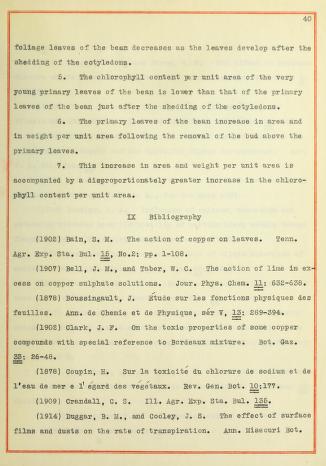 40
foliage leaves of the bean decreases as the leaves develop after the
shedding of the cotyledons.
5. The chlorophyll content per unit area of the very
young primary leaves of the bean is lower than that of the primary
leaves of the bean just after the shedding of the cotyledons.
6. The primary leaves of the bean increase in area and
in weight per unit area following the removal of the bud above the
primary leaves.
7. This increase in area and weight per unit area is
accompanied by a disproportionately greater increase in the chloro-
phyll content per unit area.
IX Bibliography
(1902) Bain, S. M. The action of copper on leaves. Tenn.
Agr. Exp. Sta. Bul. 15, No.2; pp. 1-108.
(1907) Bell, J. M., and Taber, W. C. The action of lime in ex-
cess on copper sulphate solutions. Jour. Phys. Chem. 11: 632-636.
(1878) Boussingault, J. Étude sur les fonctions physiques des
feuilles. Ann. de Chemie et de Physique, sér V, 13: 289-394.
(1902) Clark, J. F. On the toxic properties of some copper
compounds with special reference to Bordeaux mixture. Bot. Gaz.
33: 26-48.
(1878) Coupin, H. Sur la toxicité du chlorure de sodium et de
l'eau de mer e l' égard des végétaux. Rev. Gen. Bot. 10:177.
(1909) Crandall, C. S. Ill. Agr. Exp. Sta. Bul. 135.
(1914) Duggar, B. M., and Cooley, J. S. The effect of surface
films and dusts on the rate of transpiration. Ann. Missouri Bot.